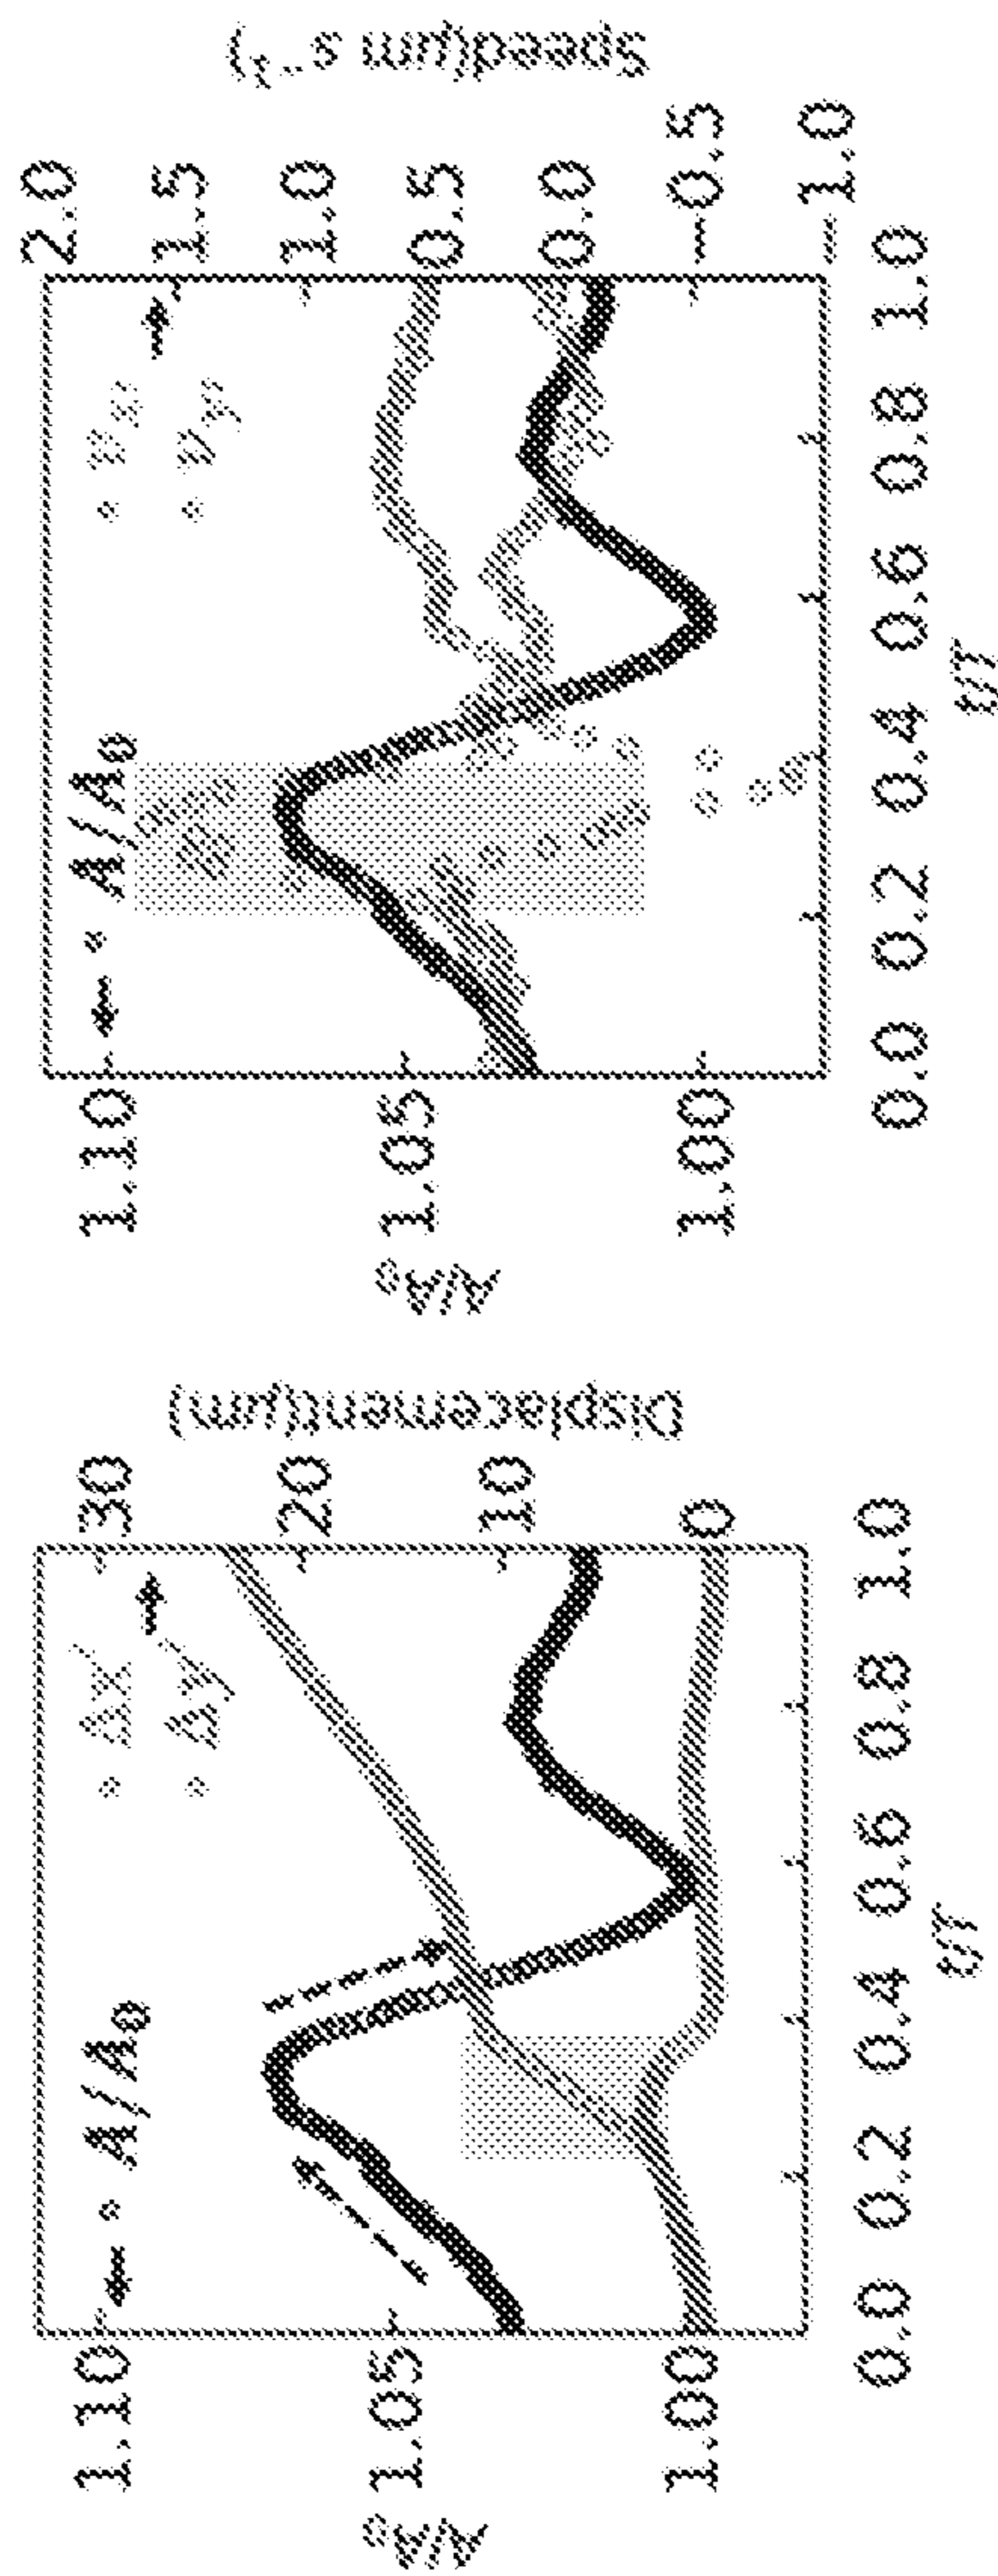 A/A₀
1.10
1.05
1.00
A/A₀
Δx′
Δy′
30
20
10
0
Displacement(μm)
0.0 0.2 0.4 0.6 0.8 1.0
t/T
A/A₀
1.10
1.05
1.00
A/A₀
2.0
1.5
1.0
0.5
0.0
—0.5
—1.0
Speed(μm s⁻¹)
0.0 0.2 0.4 0.6 0.8 1.0
t/T